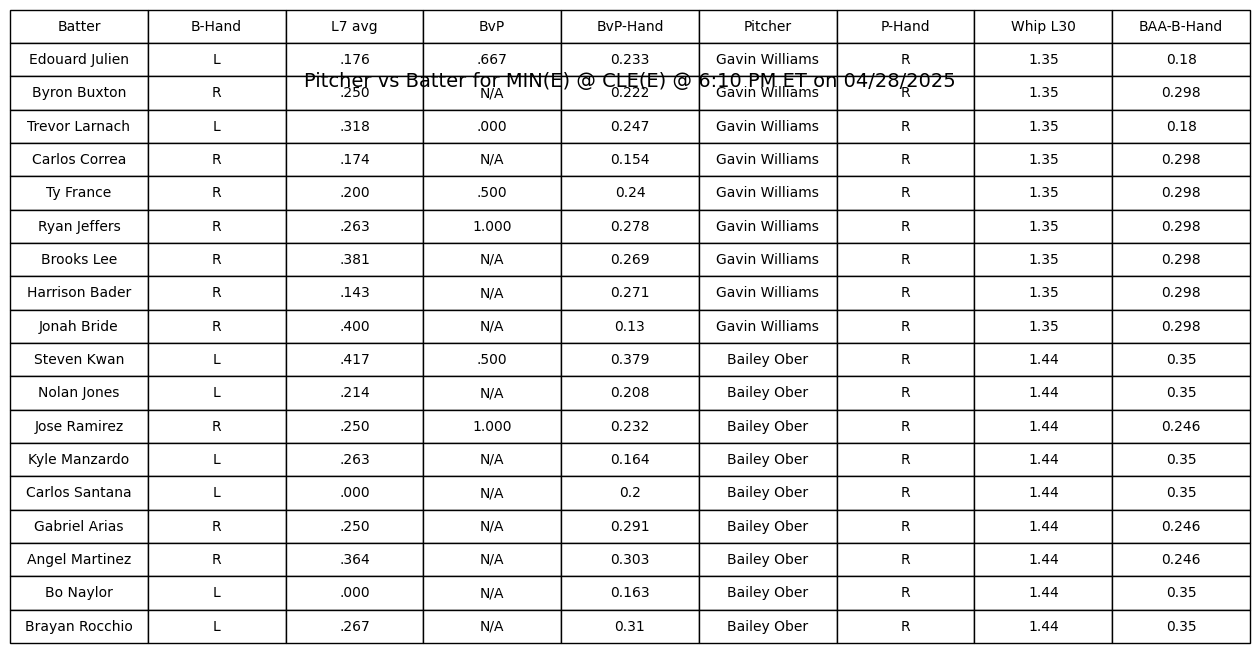 Batter B-Hand L7 avg BvP BvP-Hand Pitcher P-Hand Whip L30 BAA-B-Hand
Edouard Julien L .176 .667 0.233 Gavin Williams R 1.35 0.18
Pitcher vs Batter for MIN(E) @ CLE(E) @ 6:10 PM ET on 04/28/2025
Byron Buxton R .250 N/A 0.222 Gavin Williams R 1.35 0.298
Trevor Larnach L .318 .000 0.247 Gavin Williams R 1.35 0.18
Carlos Correa R .174 N/A 0.154 Gavin Williams R 1.35 0.298
Ty France R .200 .500 0.24 Gavin Williams R 1.35 0.298
Ryan Jeffers R .263 1.000 0.278 Gavin Williams R 1.35 0.298
Brooks Lee R .381 N/A 0.269 Gavin Williams R 1.35 0.298
Harrison Bader R .143 N/A 0.271 Gavin Williams R 1.35 0.298
Jonah Bride R .400 N/A 0.13 Gavin Williams R 1.35 0.298
Steven Kwan L .417 .500 0.379 Bailey Ober R 1.44 0.35
Nolan Jones L .214 N/A 0.208 Bailey Ober R 1.44 0.35
Jose Ramirez R .250 1.000 0.232 Bailey Ober R 1.44 0.246
Kyle Manzardo L .263 N/A 0.164 Bailey Ober R 1.44 0.35
Carlos Santana L .000 N/A 0.2 Bailey Ober R 1.44 0.35
Gabriel Arias R .250 N/A 0.291 Bailey Ober R 1.44 0.246
Angel Martinez R .364 N/A 0.303 Bailey Ober R 1.44 0.246
Bo Naylor L .000 N/A 0.163 Bailey Ober R 1.44 0.35
Brayan Rocchio L .267 N/A 0.31 Bailey Ober R 1.44 0.35